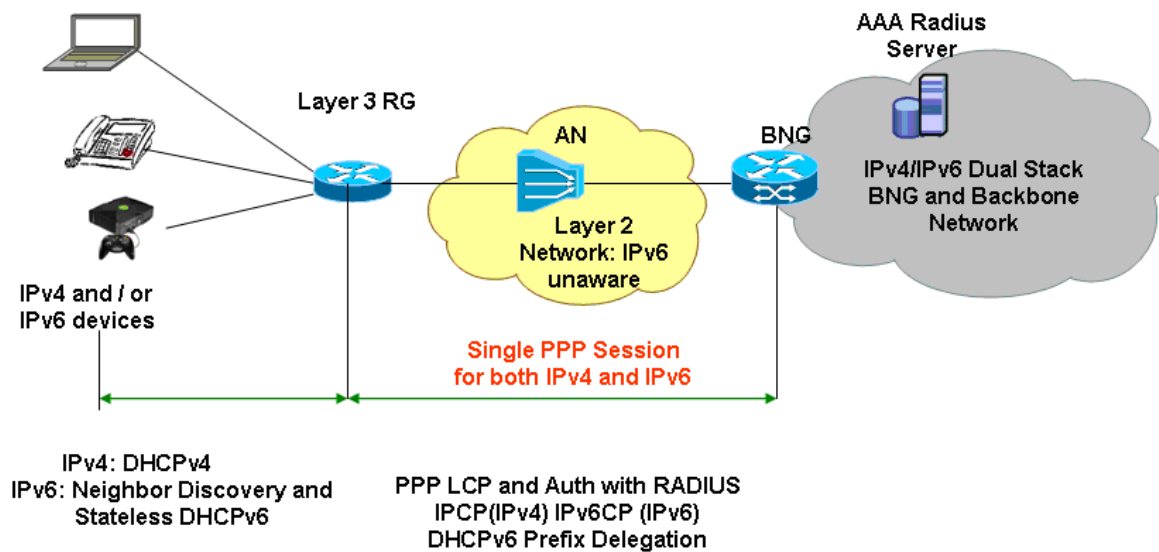 AAA Radius
Server
Layer 3 RG
AN
BNG
IPv4/IPv6 Dual Stack
BNG and Backbone
Network
Layer 2
Network: IPv6
unaware
IPv4 and / or
IPv6 devices
Single PPP Session
for both IPv4 and IPv6
IPv4: DHCPv4
IPv6: Neighbor Discovery and
Stateless DHCPv6
PPP LCP and Auth with RADIUS
IPCP(IPv4) IPv6CP (IPv6)
DHCPv6 Prefix Delegation